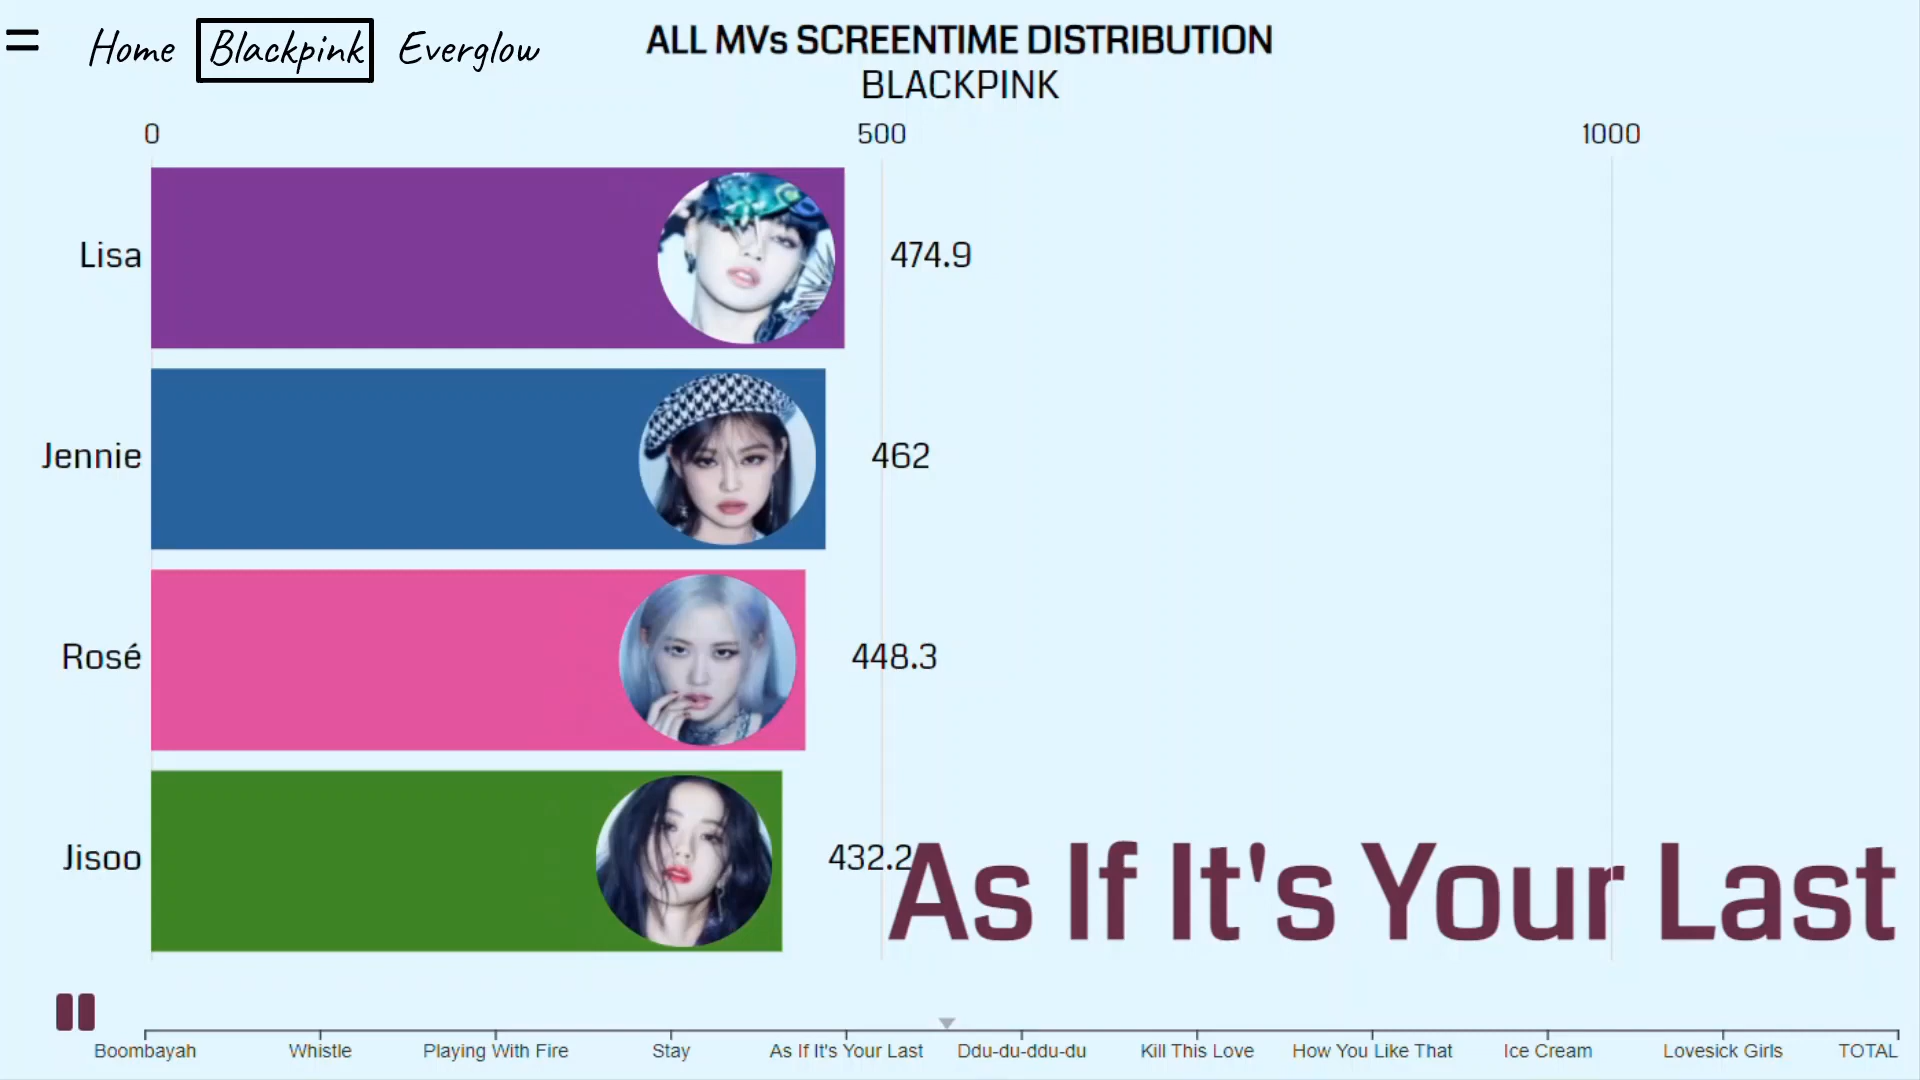 Home Blackpink Everglow
ALL MVs SCREENTIME DISTRIBUTION
BLACKPINK
0 500 1000
Lisa 474.9
Jennie 462
Rosé 448.3
Jisoo 432.2
As If It's Your Last
Boombayah Whistle Playing With Fire Stay As If It's Your Last Ddu-du-ddu-du Kill This Love How You Like That Ice Cream Lovesick Girls TOTAL